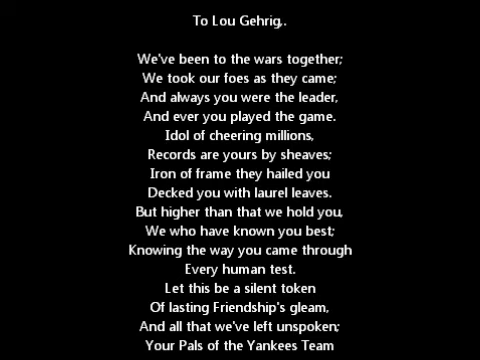 To Lou Gehrig,.
We've been to the wars together;
We took our foes as they came;
And always you were the leader,
And ever you played the game.
Idol of cheering millions,
Records are yours by sheaves;
Iron of frame they hailed you
Decked you with laurel leaves.
But higher than that we hold you,
We who have known you best;
Knowing the way you came through
Every human test.
Let this be a silent token
Of lasting Friendship's gleam,
And all that we've left unspoken;
Your Pals of the Yankees Team